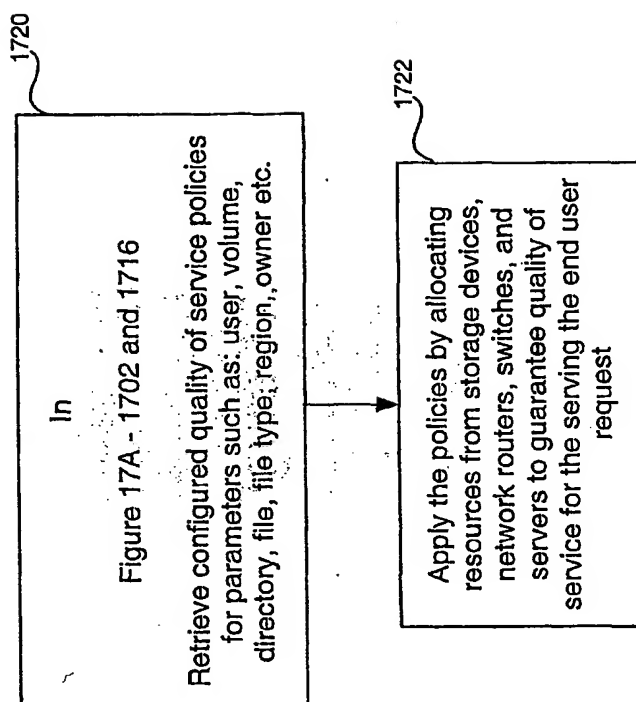 1720
In
Figure 17A - 1702 and 1716
Retrieve configured quality of service policies
for parameters such as: user, volume,
directory, file, file type, region, owner etc.
1722
Apply the policies by allocating
resources from storage devices,
network routers, switches, and
servers to guarantee quality of
service for the serving the end user
request